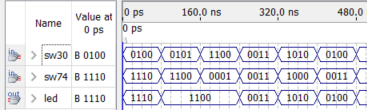 Name Value at 0 ps 0 ps 160.0 ns 320.0 ns 480.0
0 ps
sw30 B 0100 0100 0101 1100 0011 1010 0100
sw74 B 1110 1110 1100 0001 0011 1000 0011
led B 1110 1110 1100 0011 1010 0100